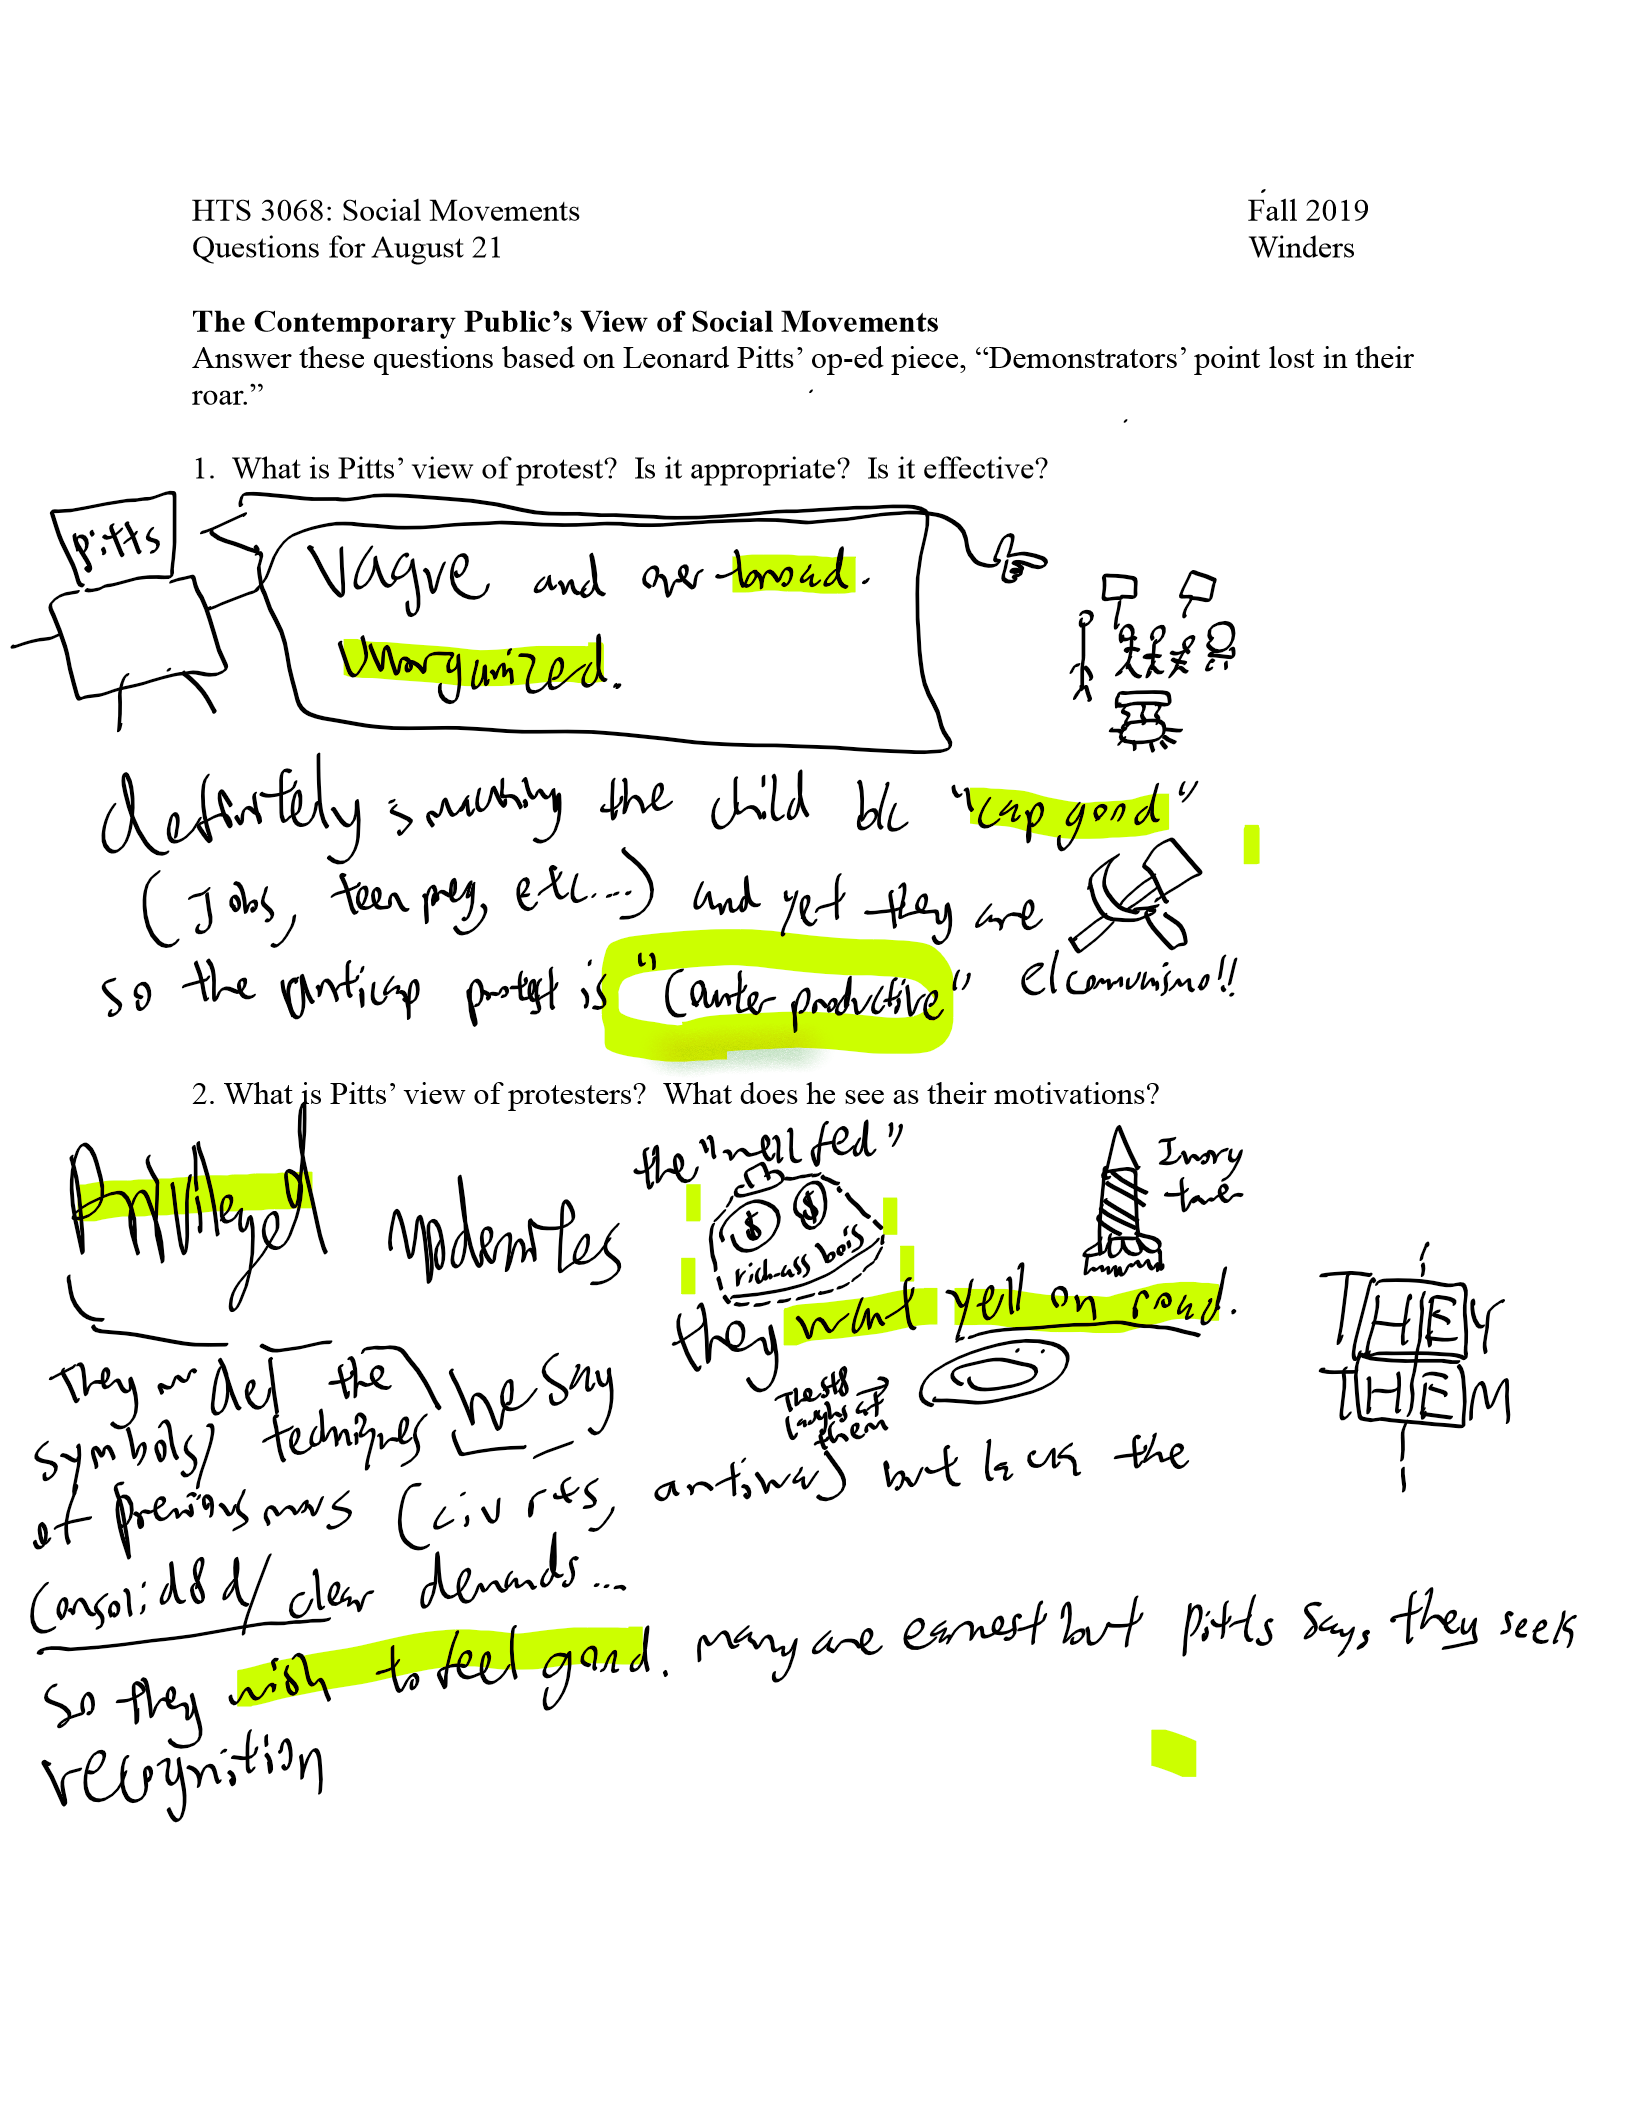 HTS 3068: Social Movements Fall 2019
Questions for August 21 Winders
The Contemporary Public’s View of Social Movements
Answer these questions based on Leonard Pitts’ op-ed piece, “Demonstrators’ point lost in their
roar.”
1. What is Pitts’ view of protest? Is it appropriate? Is it effective?
Pitts
Vague and over-broad.
Unorganized.
definitely smacking the child b/c "cap good"
(Jobs, teen preg, etc...) and yet they are
so the anticap protest is "Counter productive" el comunismo!!
2. What is Pitts’ view of protesters? What does he see as their motivations?
the "well fed"
Ivory
tower
Privileged
$ $
rich-ass bois
they want yell on road.
THEY
THEM
They the he say
The st8
laughs at
them
symbols/ techniques
of previous movs (civ rts, antiwar) but lack the
Consolid8d/ clear demands...
So they wish to feel good. many are earnest but Pitts says they seek
recognition